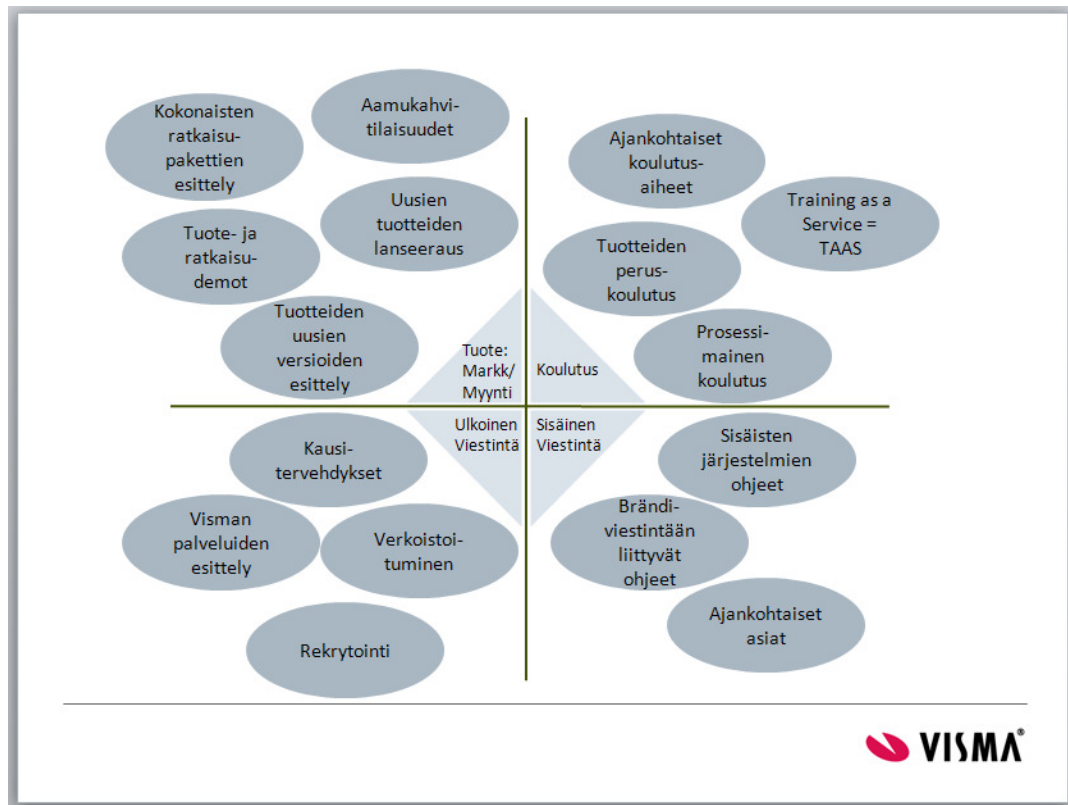 Kokonaisten
ratkaisu-
pakettien
esittely
Aamukahvi-
tilaisuudet
Tuote- ja
ratkaisu-
demot
Uusien
tuotteiden
lanseeraus
Tuotteiden
uusien
versioiden
esittely
Tuote:
Markk/
Myynti
Ajankohtaiset
koulutus-
aiheet
Training as a
Service =
TAAS
Tuotteiden
perus-
koulutus
Prosessi-
mainen
koulutus
Koulutus
Ulkoinen
Viestintä
Kausi-
tervehdykset
Visman
palveluiden
esittely
Verkoistoi-
tuminen
Rekrytointi
Sisäinen
Viestintä
Sisäisten
järjestelmien
ohjeet
Brändi-
viestintään
liittyvät
ohjeet
Ajankohtaiset
asiat
VISMA®